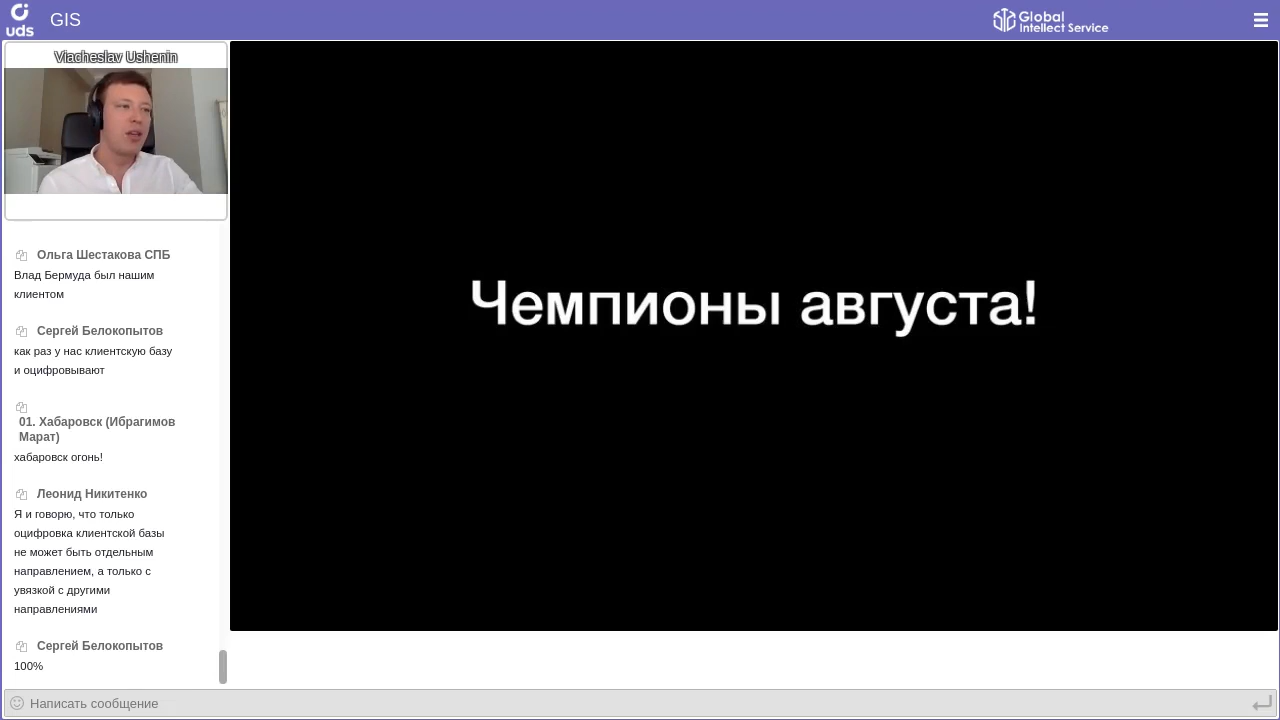 uds
GIS
Global
Intellect Service
Viacheslav Ushenin
Чемпионы августа!
Ольга Шестакова СПБ
Влад Бермуда был нашим
клиентом
Сергей Белокопытов
как раз у нас клиентскую базу
и оцифровывают
01. Хабаровск (Ибрагимов
Марат)
хабаровск огонь!
Леонид Никитенко
Я и говорю, что только
оцифровка клиентской базы
не может быть отдельным
направлением, а только с
увязкой с другими
направлениями
Сергей Белокопытов
100%
Написать сообщение